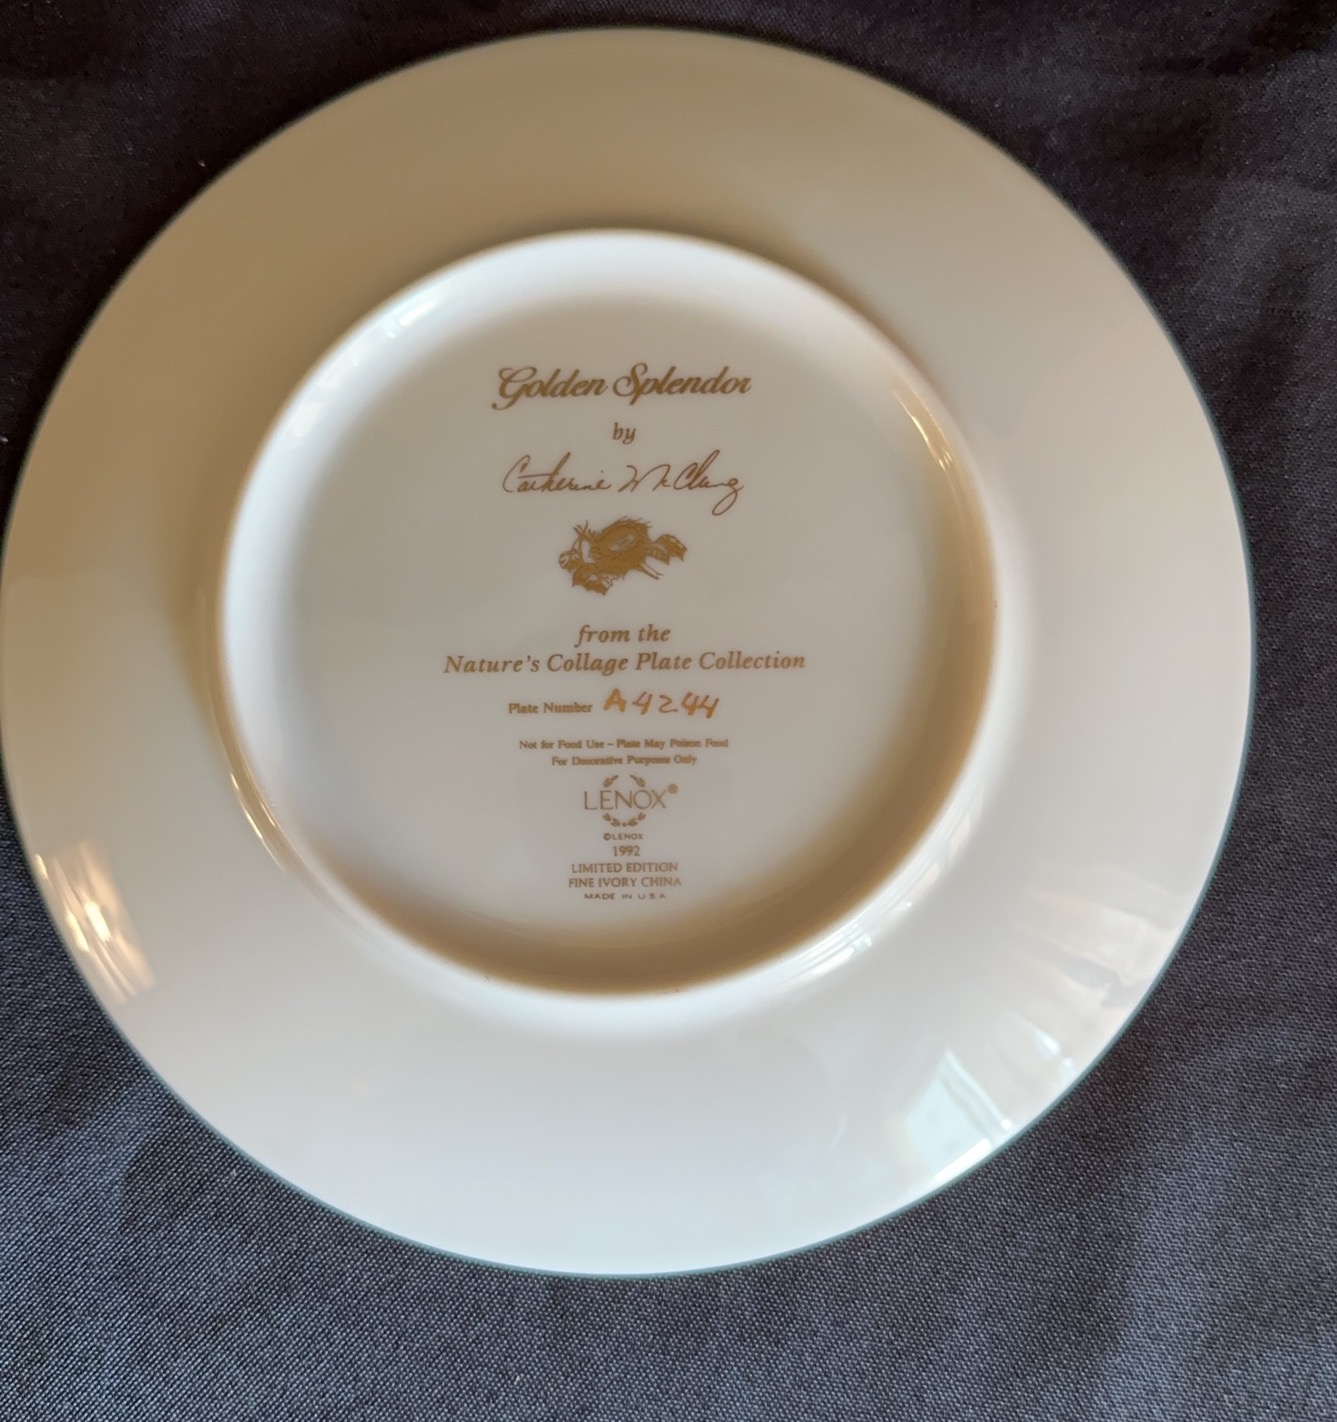 Golden Splendor
by
Catherine McClung
from the
Nature's Collage Plate Collection
Plate Number A4244
Not for Food Use – Plate May Poison Food
For Decorative Purposes Only
LENOX®
©LENOX
1992
LIMITED EDITION
FINE IVORY CHINA
MADE IN U.S.A.